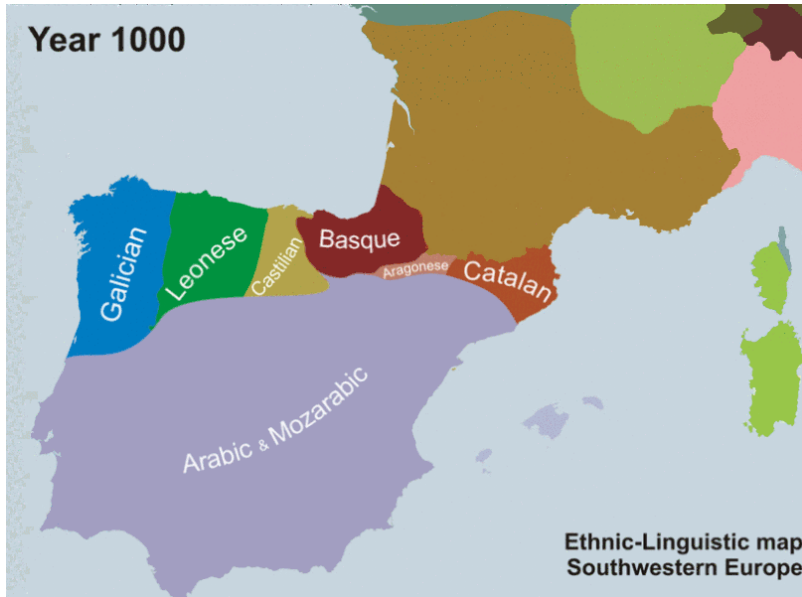 Year 1000
Galician
Leonese
Castilian
Basque
Aragonese
Catalan
Arabic & Mozarabic
Ethnic-Linguistic map
Southwestern Europe